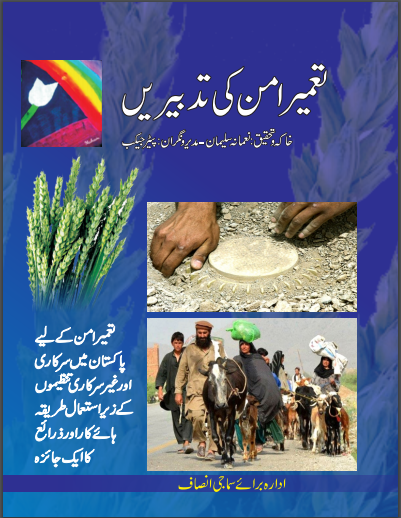 تعمیر امن کی تدبیریں
خاکہ و تحقیق: نعمانہ سلیمان - مدیر و نگران: پیٹر جیکب
تعمیر امن کے لیے
پاکستان میں سرکاری
اور غیر سرکاری تنظیموں
کے زیر استعمال طریقہ
ہائے کار اور ذرائع
کا ایک جائزہ
ادارہ برائے سماجی انصاف